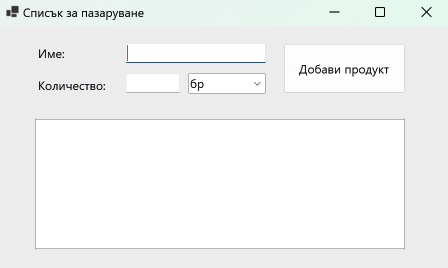 Списък за пазаруване
Име:
Добави продукт
Количество:
бр